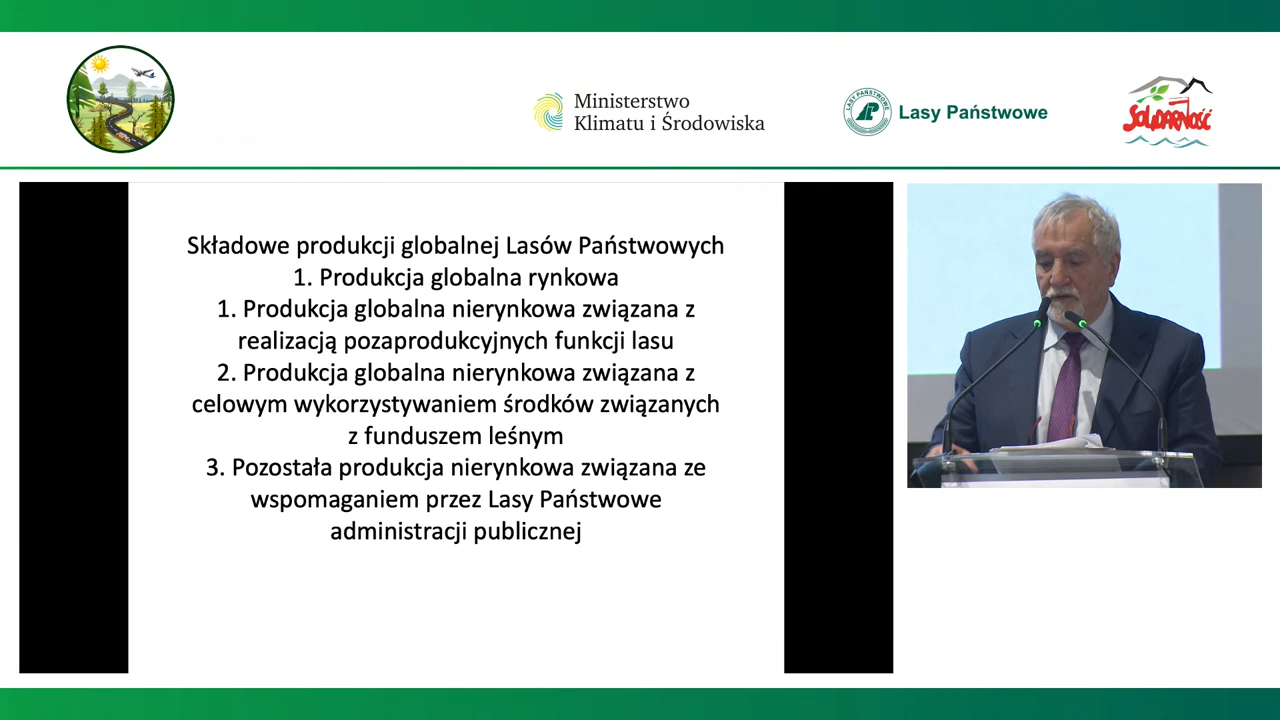 Ministerstwo
Klimatu i Środowiska
LASY PAŃSTWOWE
Lasy Państwowe
SOLIDARNOŚĆ
Składowe produkcji globalnej Lasów Państwowych
1. Produkcja globalna rynkowa
1. Produkcja globalna nierynkowa związana z
realizacją pozaprodukcyjnych funkcji lasu
2. Produkcja globalna nierynkowa związana z
celowym wykorzystywaniem środków związanych
z funduszem leśnym
3. Pozostała produkcja nierynkowa związana ze
wspomaganiem przez Lasy Państwowe
administracji publicznej